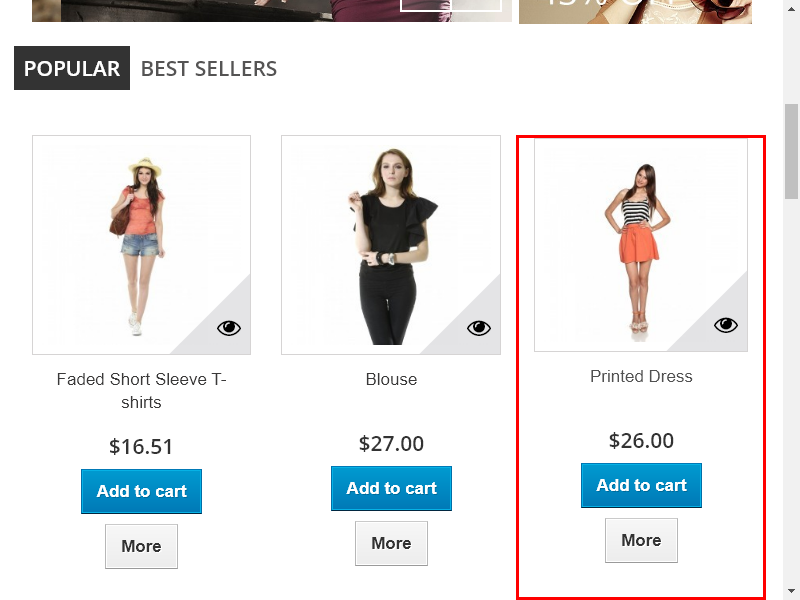 POPULAR BEST SELLERS
Faded Short Sleeve T-
shirts
$16.51
Add to cart
More
Blouse
$27.00
Add to cart
More
Printed Dress
$26.00
Add to cart
More